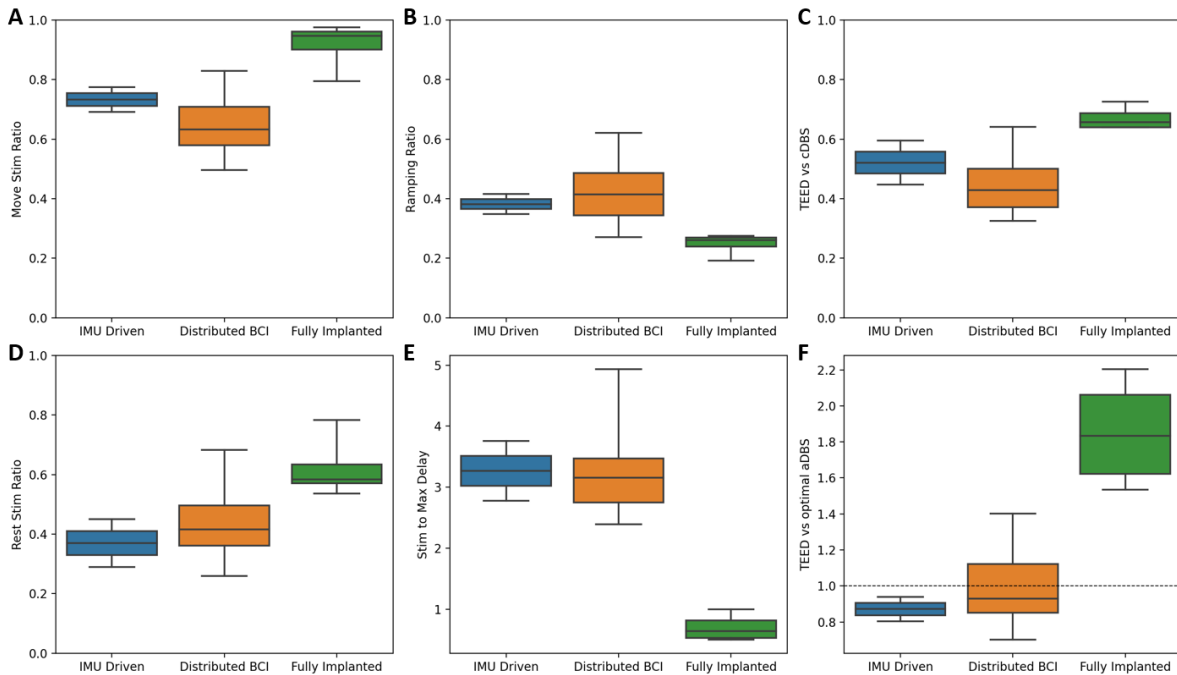 A
1.0
0.8
0.6
0.4
0.2
0.0
Move Stim Ratio
IMU Driven
Distributed BCI
Fully Implanted
B
1.0
0.8
0.6
0.4
0.2
0.0
Ramping Ratio
IMU Driven
Distributed BCI
Fully Implanted
C
1.0
0.8
0.6
0.4
0.2
0.0
TEED vs cDBS
IMU Driven
Distributed BCI
Fully Implanted
D
1.0
0.8
0.6
0.4
0.2
0.0
Rest Stim Ratio
IMU Driven
Distributed BCI
Fully Implanted
E
5
4
3
2
1
Stim to Max Delay
IMU Driven
Distributed BCI
Fully Implanted
F
2.2
2.0
1.8
1.6
1.4
1.2
1.0
0.8
TEED vs optimal aDBS
IMU Driven
Distributed BCI
Fully Implanted